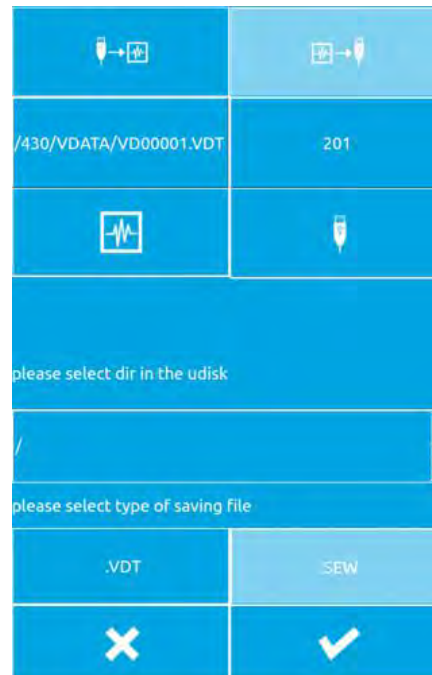 /430/VDATA/VD00001.VDT
201
please select dir in the udisk
/
please select type of saving file
.VDT
.SEW